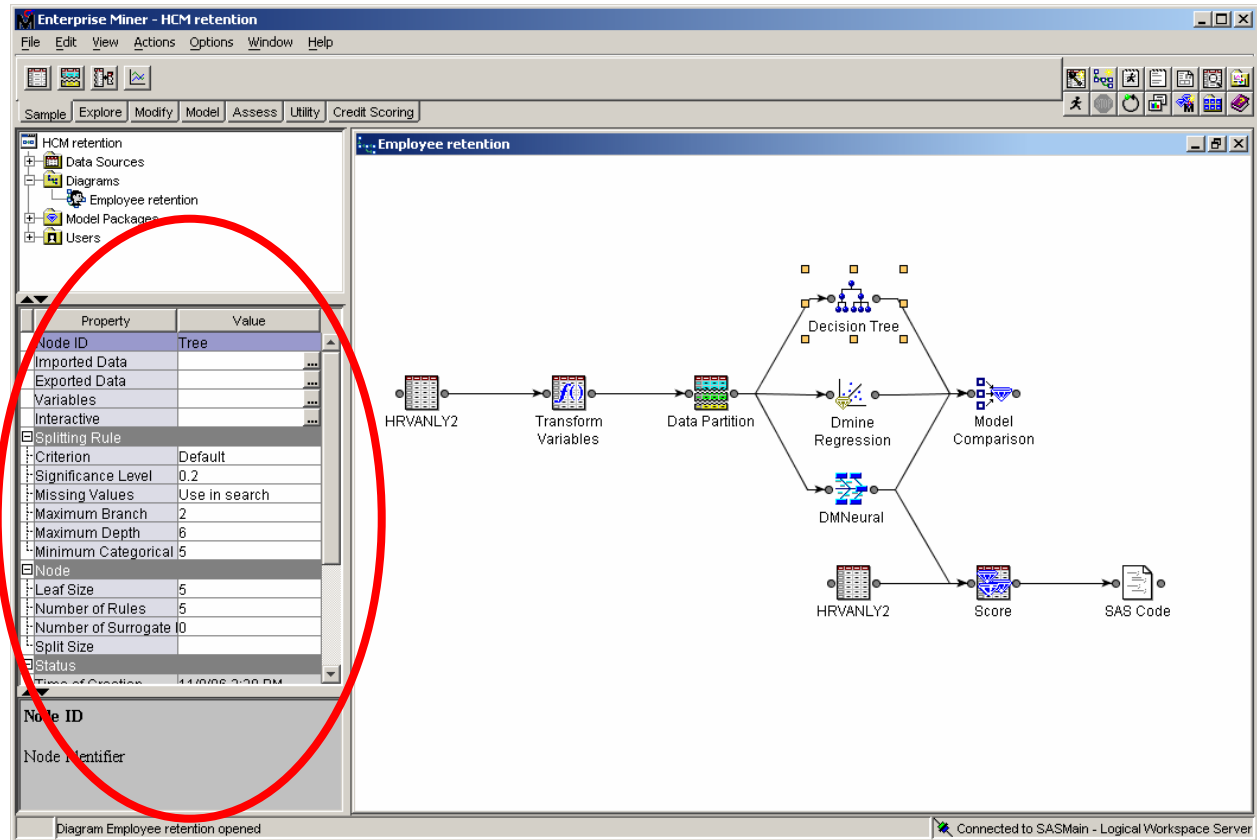 Enterprise Miner - HCM retention
File Edit View Actions Options Window Help
Sample Explore Modify Model Assess Utility Credit Scoring
HCM retention
Data Sources
Diagrams
Employee retention
Model Packages
Users
Property Value
Node ID Tree
Imported Data ...
Exported Data ...
Variables ...
Interactive ...
Splitting Rule
Criterion Default
Significance Level 0.2
Missing Values Use in search
Maximum Branch 2
Maximum Depth 6
Minimum Categorical 5
Node
Leaf Size 5
Number of Rules 5
Number of Surrogate 0
Split Size
Status
Time of Creation
Node ID
Node Identifier
Diagram Employee retention opened
Employee retention
Decision Tree
HRVANLY2
Transform
Variables
Data Partition
Dmine
Regression
Model
Comparison
DMNeural
HRVANLY2
Score
SAS Code
Connected to SASMain - Logical Workspace Server